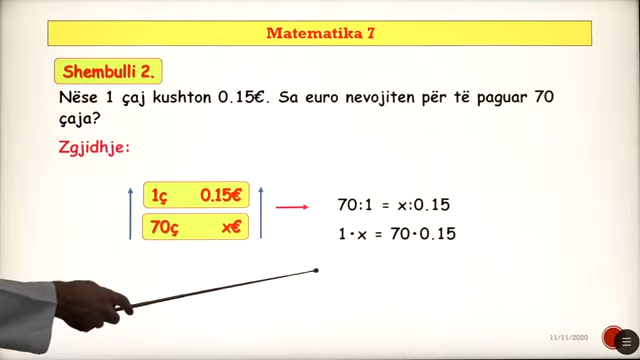 Matematika 7
Shembulli 2.
Nëse 1 çaj kushton 0.15€. Sa euro nevojiten për të paguar 70
çaja?
Zgjidhje:
1ç 0.15€
70ç x€
70:1 = x:0.15
1·x = 70·0.15
11/11/2020